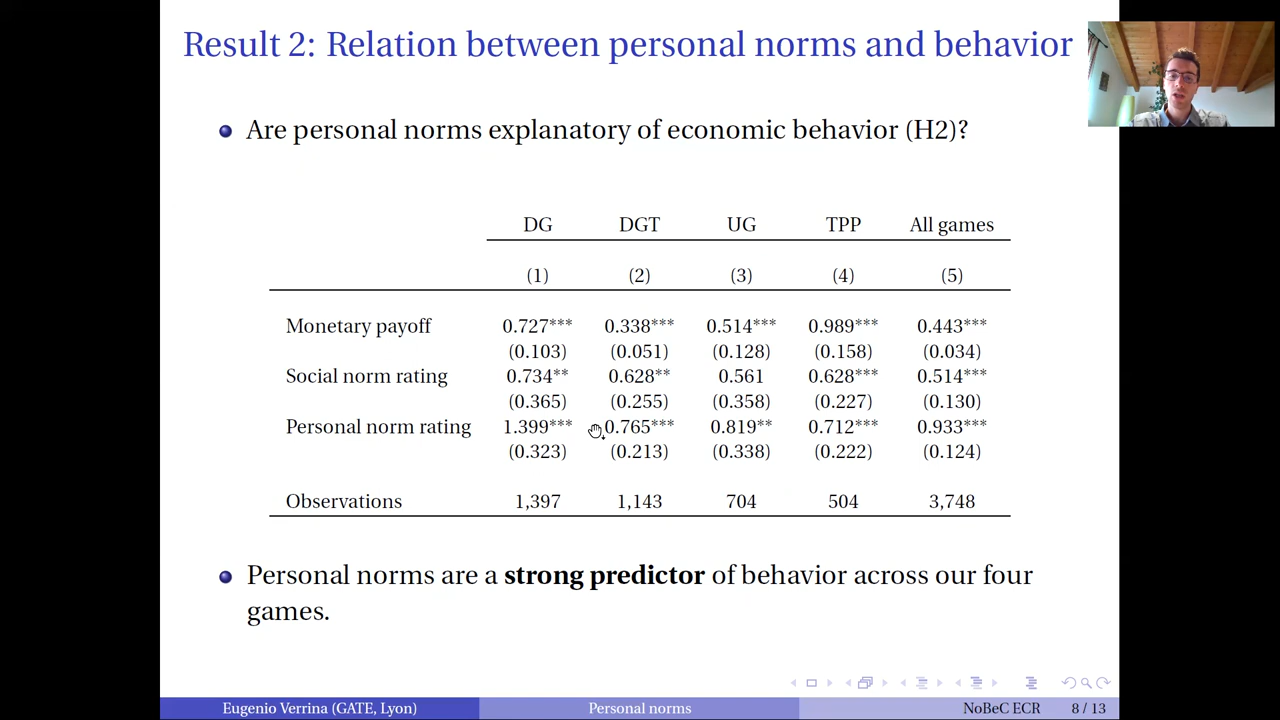 Result 2: Relation between personal norms and behavior
Are personal norms explanatory of economic behavior (H2)?
DG DGT UG TPP All games
(1) (2) (3) (4) (5)
Monetary payoff 0.727*** 0.338*** 0.514*** 0.989*** 0.443***
(0.103) (0.051) (0.128) (0.158) (0.034)
Social norm rating 0.734** 0.628** 0.561 0.628*** 0.514***
(0.365) (0.255) (0.358) (0.227) (0.130)
Personal norm rating 1.399*** 0.765*** 0.819** 0.712*** 0.933***
(0.323) (0.213) (0.338) (0.222) (0.124)
Observations 1,397 1,143 704 504 3,748
Personal norms are a strong predictor of behavior across our four
games.
Eugenio Verrina (GATE, Lyon) Personal norms NoBeC ECR 8 / 13